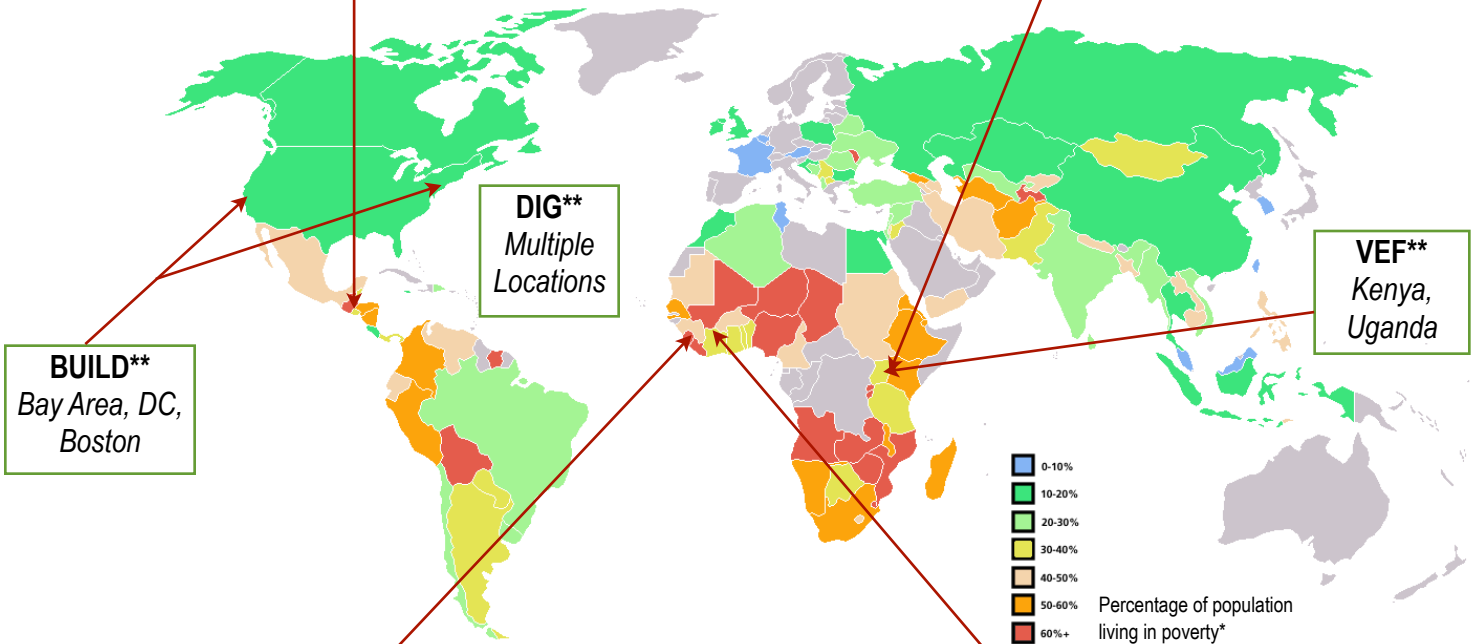 DIG**
Multiple
Locations
VEF**
Kenya,
Uganda
BUILD**
Bay Area, DC,
Boston
0-10%
10-20%
20-30%
30-40%
40-50%
50-60%
60%+
Percentage of population
living in poverty*